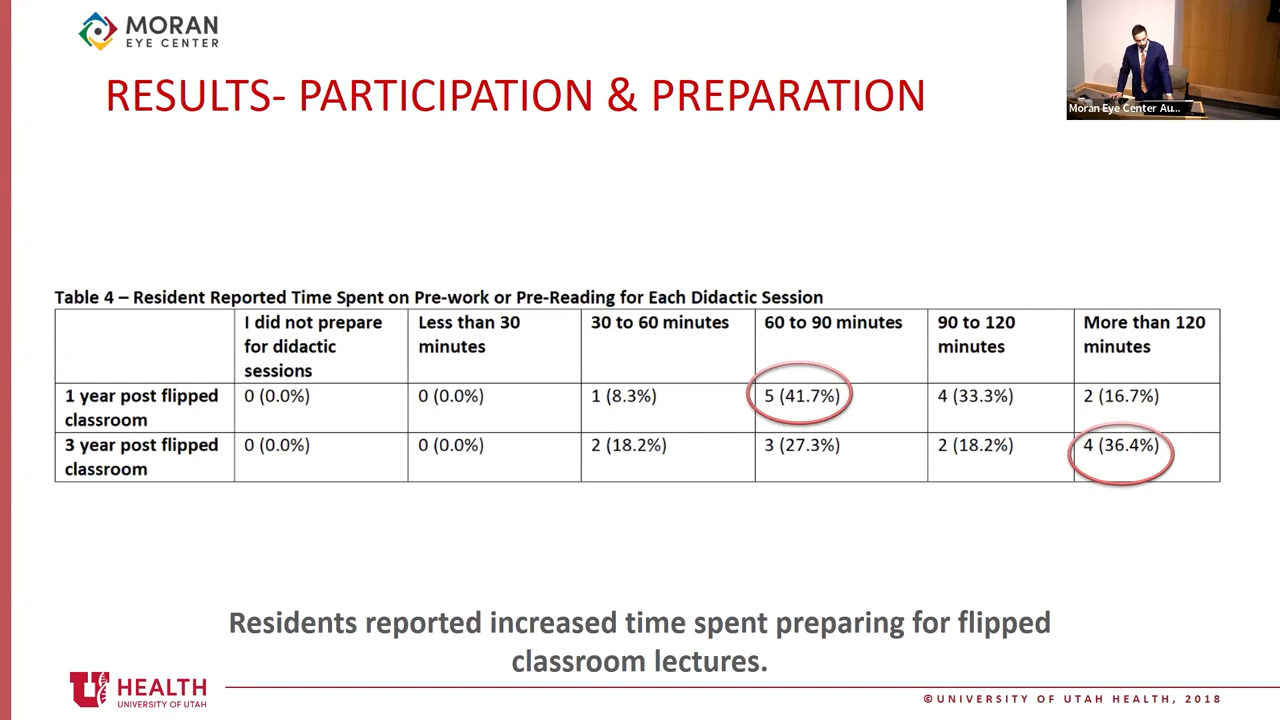 MORAN
EYE CENTER
Moran Eye Center Au...
RESULTS- PARTICIPATION & PREPARATION
Table 4 – Resident Reported Time Spent on Pre-work or Pre-Reading for Each Didactic Session
I did not prepare for didactic sessions | Less than 30 minutes | 30 to 60 minutes | 60 to 90 minutes | 90 to 120 minutes | More than 120 minutes
1 year post flipped classroom | 0 (0.0%) | 0 (0.0%) | 1 (8.3%) | 5 (41.7%) | 4 (33.3%) | 2 (16.7%)
3 year post flipped classroom | 0 (0.0%) | 0 (0.0%) | 2 (18.2%) | 3 (27.3%) | 2 (18.2%) | 4 (36.4%)
Residents reported increased time spent preparing for flipped
classroom lectures.
U HEALTH
UNIVERSITY OF UTAH
©UNIVERSITY OF UTAH HEALTH, 2018